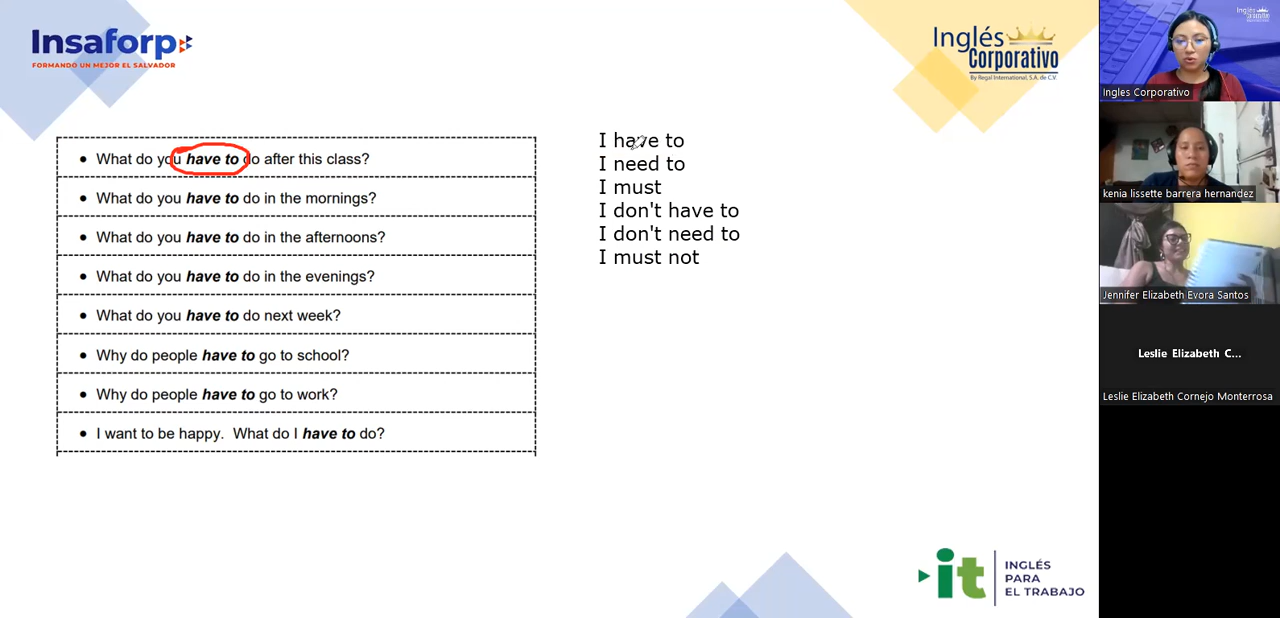 Insaforp
FORMANDO UN MEJOR EL SALVADOR
Inglés
Corporativo
By Regal International, S.A. de C.V.
• What do you have to do after this class?
• What do you have to do in the mornings?
• What do you have to do in the afternoons?
• What do you have to do in the evenings?
• What do you have to do next week?
• Why do people have to go to school?
• Why do people have to go to work?
• I want to be happy.  What do I have to do?
I have to
I need to
I must
I don't have to
I don't need to
I must not
it
INGLÉS
PARA
EL TRABAJO
Inglés
Ingles Corporativo
kenia lissette barrera hernandez
Jennifer Elizabeth Evora Santos
Leslie Elizabeth C...
Leslie Elizabeth Cornejo Monterrosa